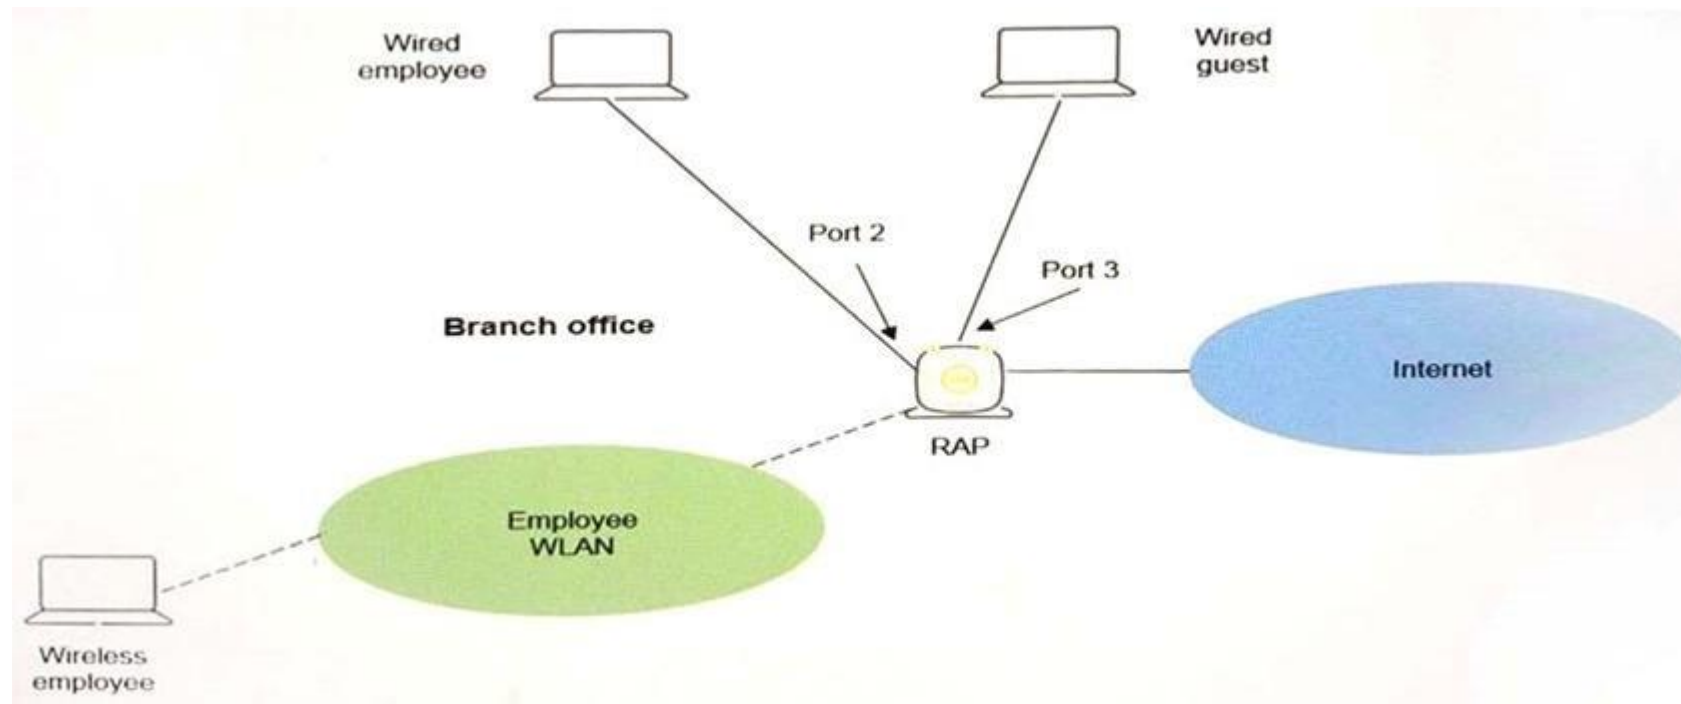 Wired
employee
Wired
guest
Port 2
Port 3
Branch office
Internet
RAP
Employee
WLAN
Wireless
employee